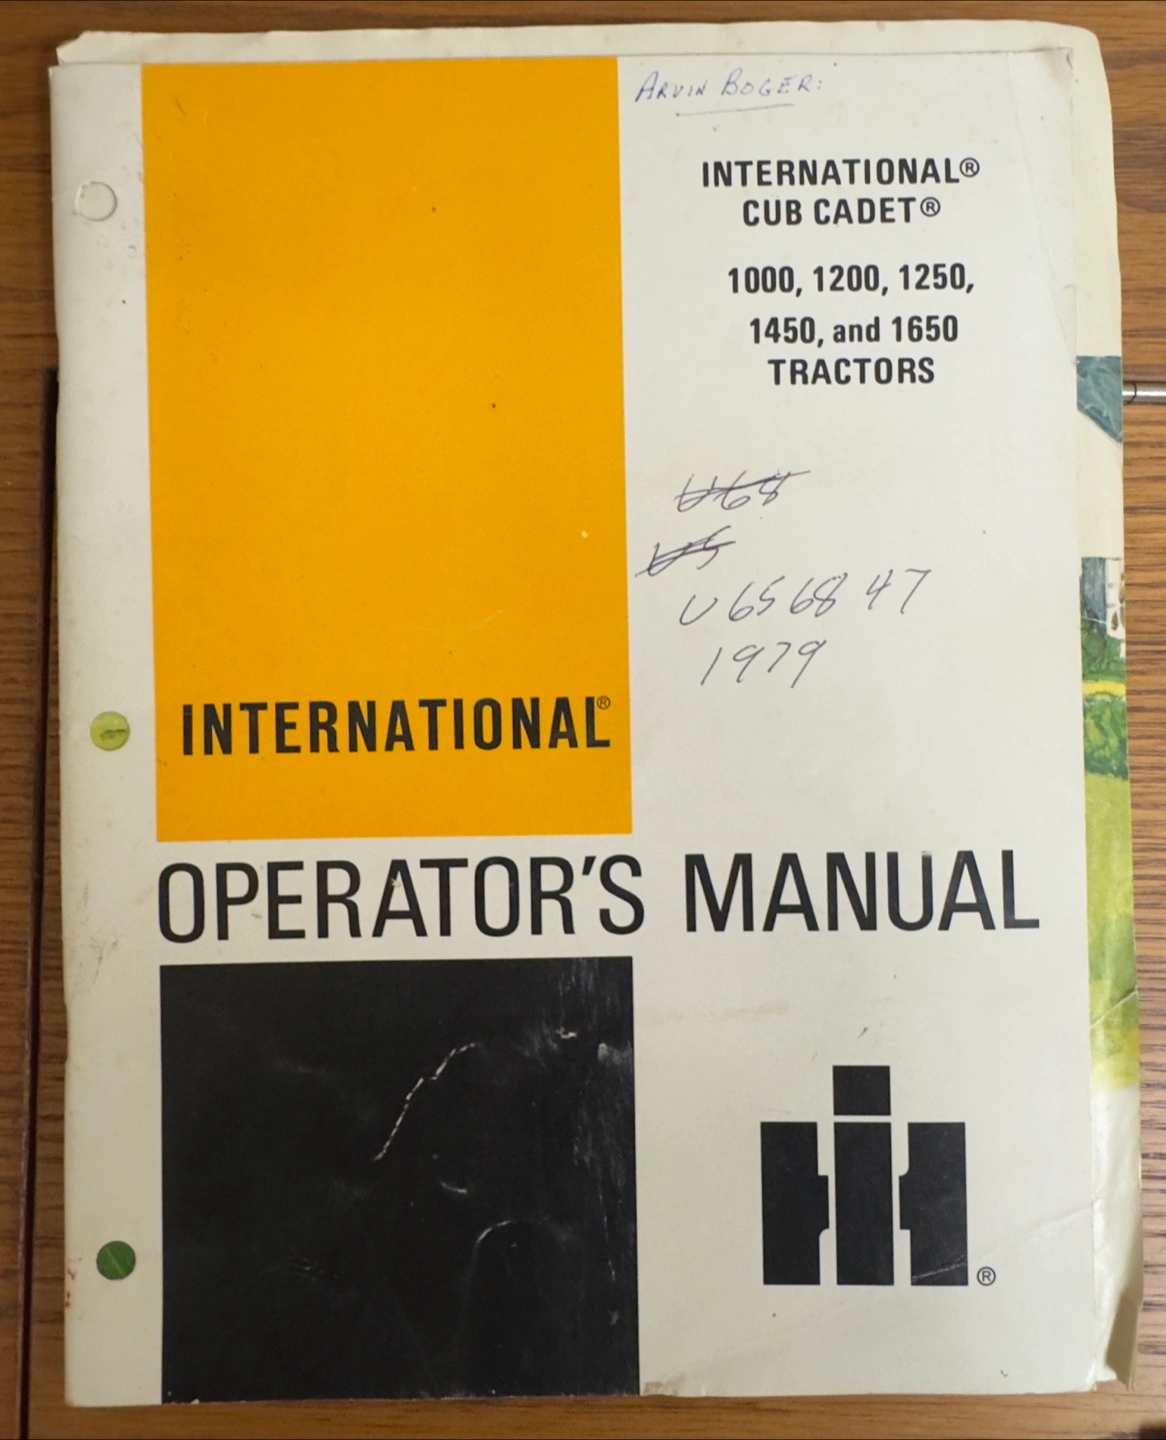 ARVIN BOGER:
INTERNATIONAL®
CUB CADET®
1000, 1200, 1250,
1450, and 1650
TRACTORS
U68
U5
U656847
1979
INTERNATIONAL®
OPERATOR'S MANUAL
IH®